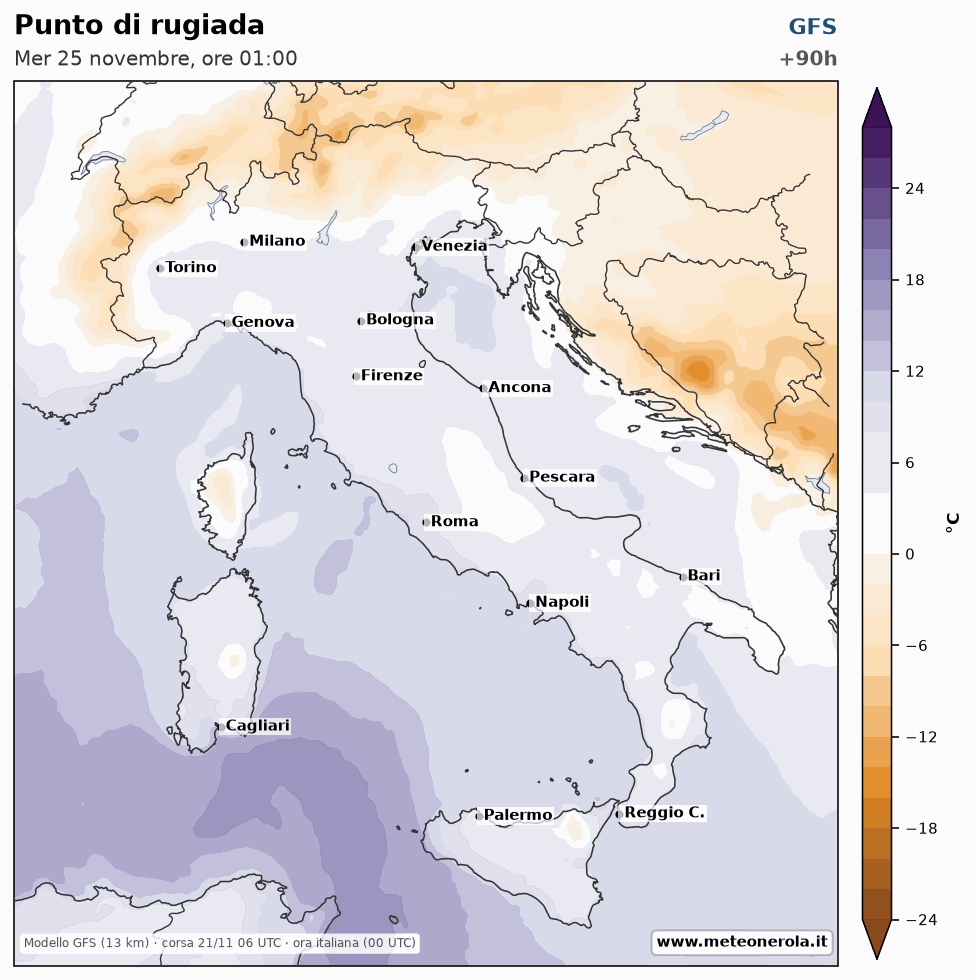 Punto di rugiada
GFS
Mer 25 novembre, ore 01:00
+90h
Milano
Venezia
Torino
Genova
Bologna
Firenze
Ancona
Pescara
Roma
Bari
Napoli
Cagliari
Palermo
Reggio C.
24
18
12
6
0
−6
−12
−18
−24
°C
Modello GFS (13 km) · corsa 21/11 06 UTC · ora italiana (00 UTC)
www.meteonerola.it